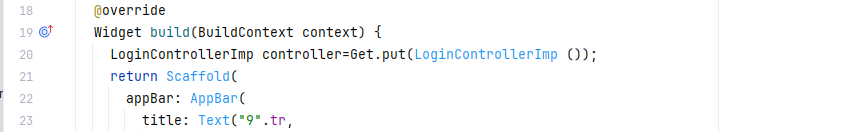 18 @override
19 Widget build(BuildContext context) {
20 LoginControllerImp controller=Get.put(LoginControllerImp ());
21 return Scaffold(
22 appBar: AppBar(
23 title: Text("9".tr,